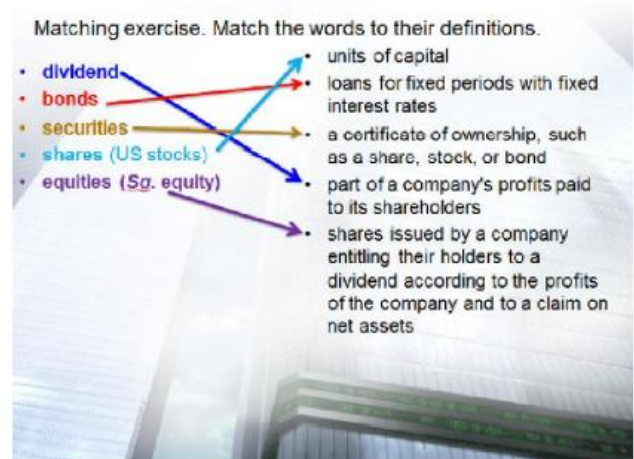 Matching exercise. Match the words to their definitions.
• dividend
• bonds
• securities
• shares (US stocks)
• equities (Sg. equity)
• units of capital
• loans for fixed periods with fixed
interest rates
• a certificate of ownership, such
as a share, stock, or bond
• part of a company's profits paid
to its shareholders
• shares issued by a company
entitling their holders to a
dividend according to the profits
of the company and to a claim on
net assets